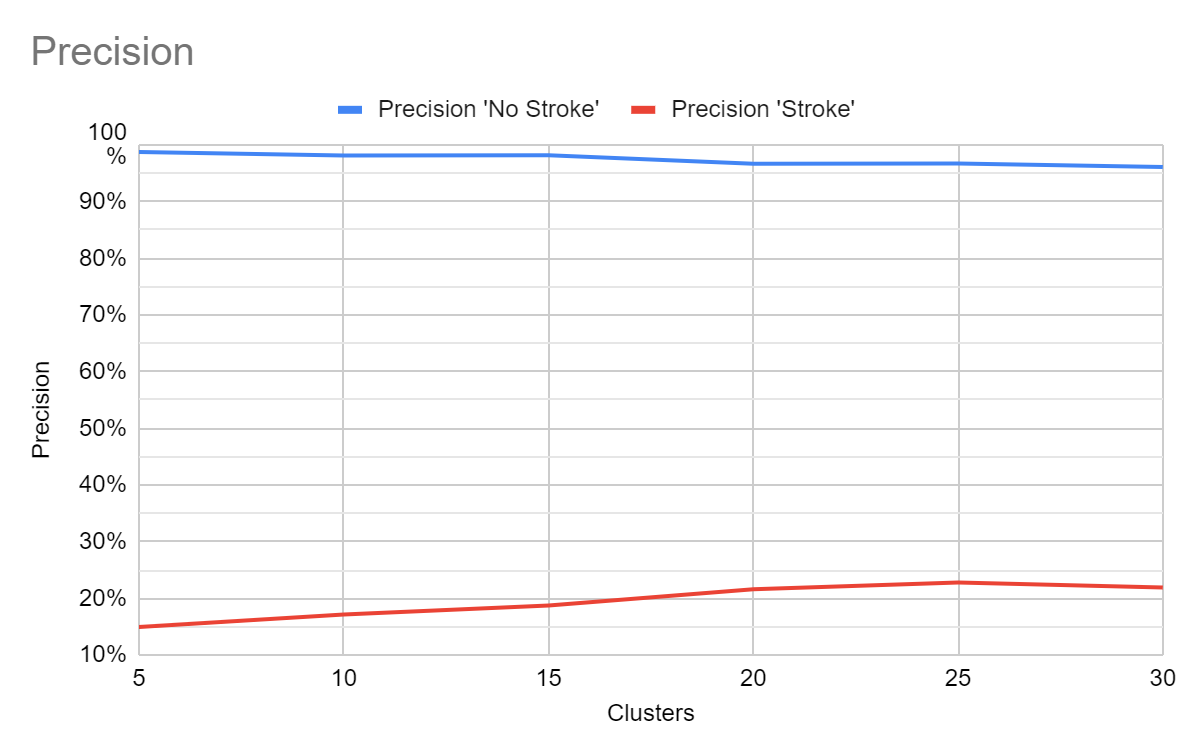 Precision
Precision 'No Stroke' Precision 'Stroke'
100
%
90%
80%
70%
60%
50%
40%
30%
20%
10%
Precision
5 10 15 20 25 30
Clusters